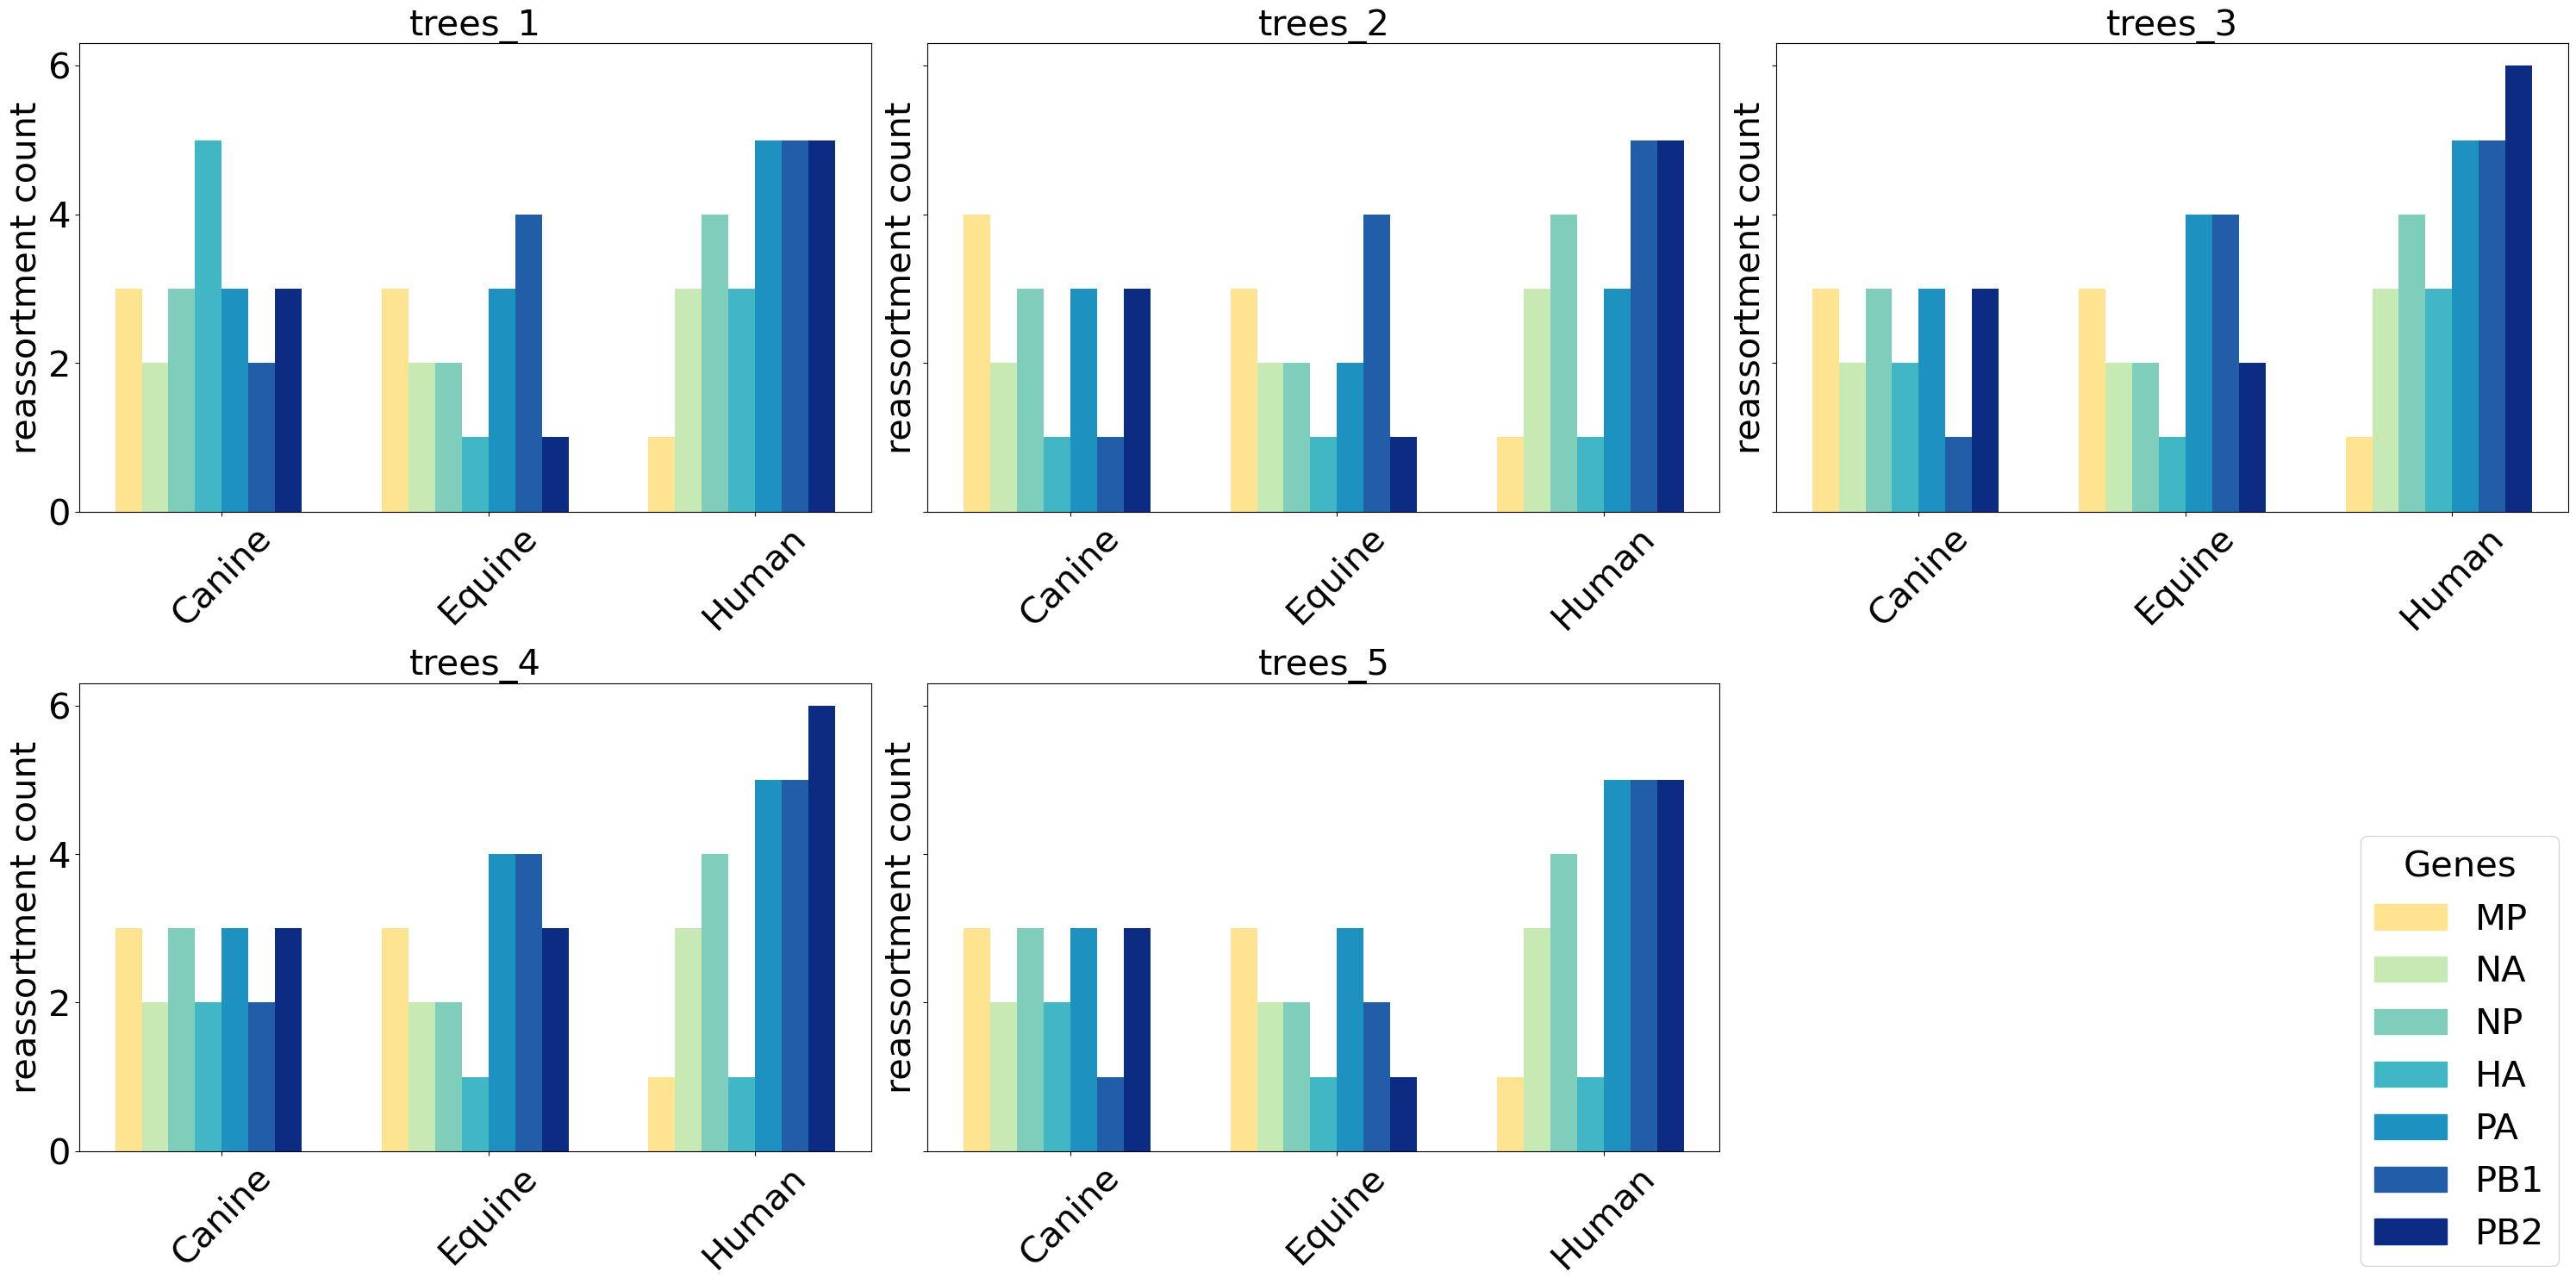 trees_1
reassortment count
6
4
2
0
Canine
Equine
Human
trees_2
reassortment count
Canine
Equine
Human
trees_3
reassortment count
Canine
Equine
Human
trees_4
reassortment count
6
4
2
0
Canine
Equine
Human
trees_5
reassortment count
Canine
Equine
Human
Genes
MP
NA
NP
HA
PA
PB1
PB2